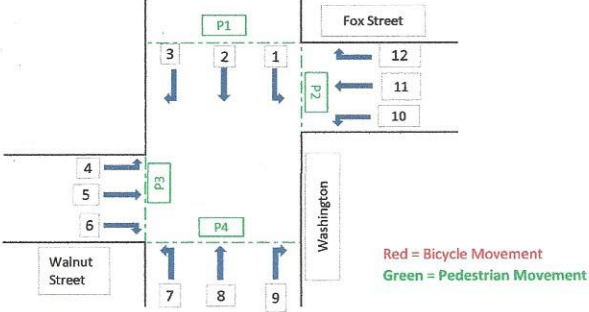 P1
Fox Street
3
2
1
12
P2
11
10
4
P3
5
6
P4
Washington
Walnut
Street
Red = Bicycle Movement
Green = Pedestrian Movement
7
8
9